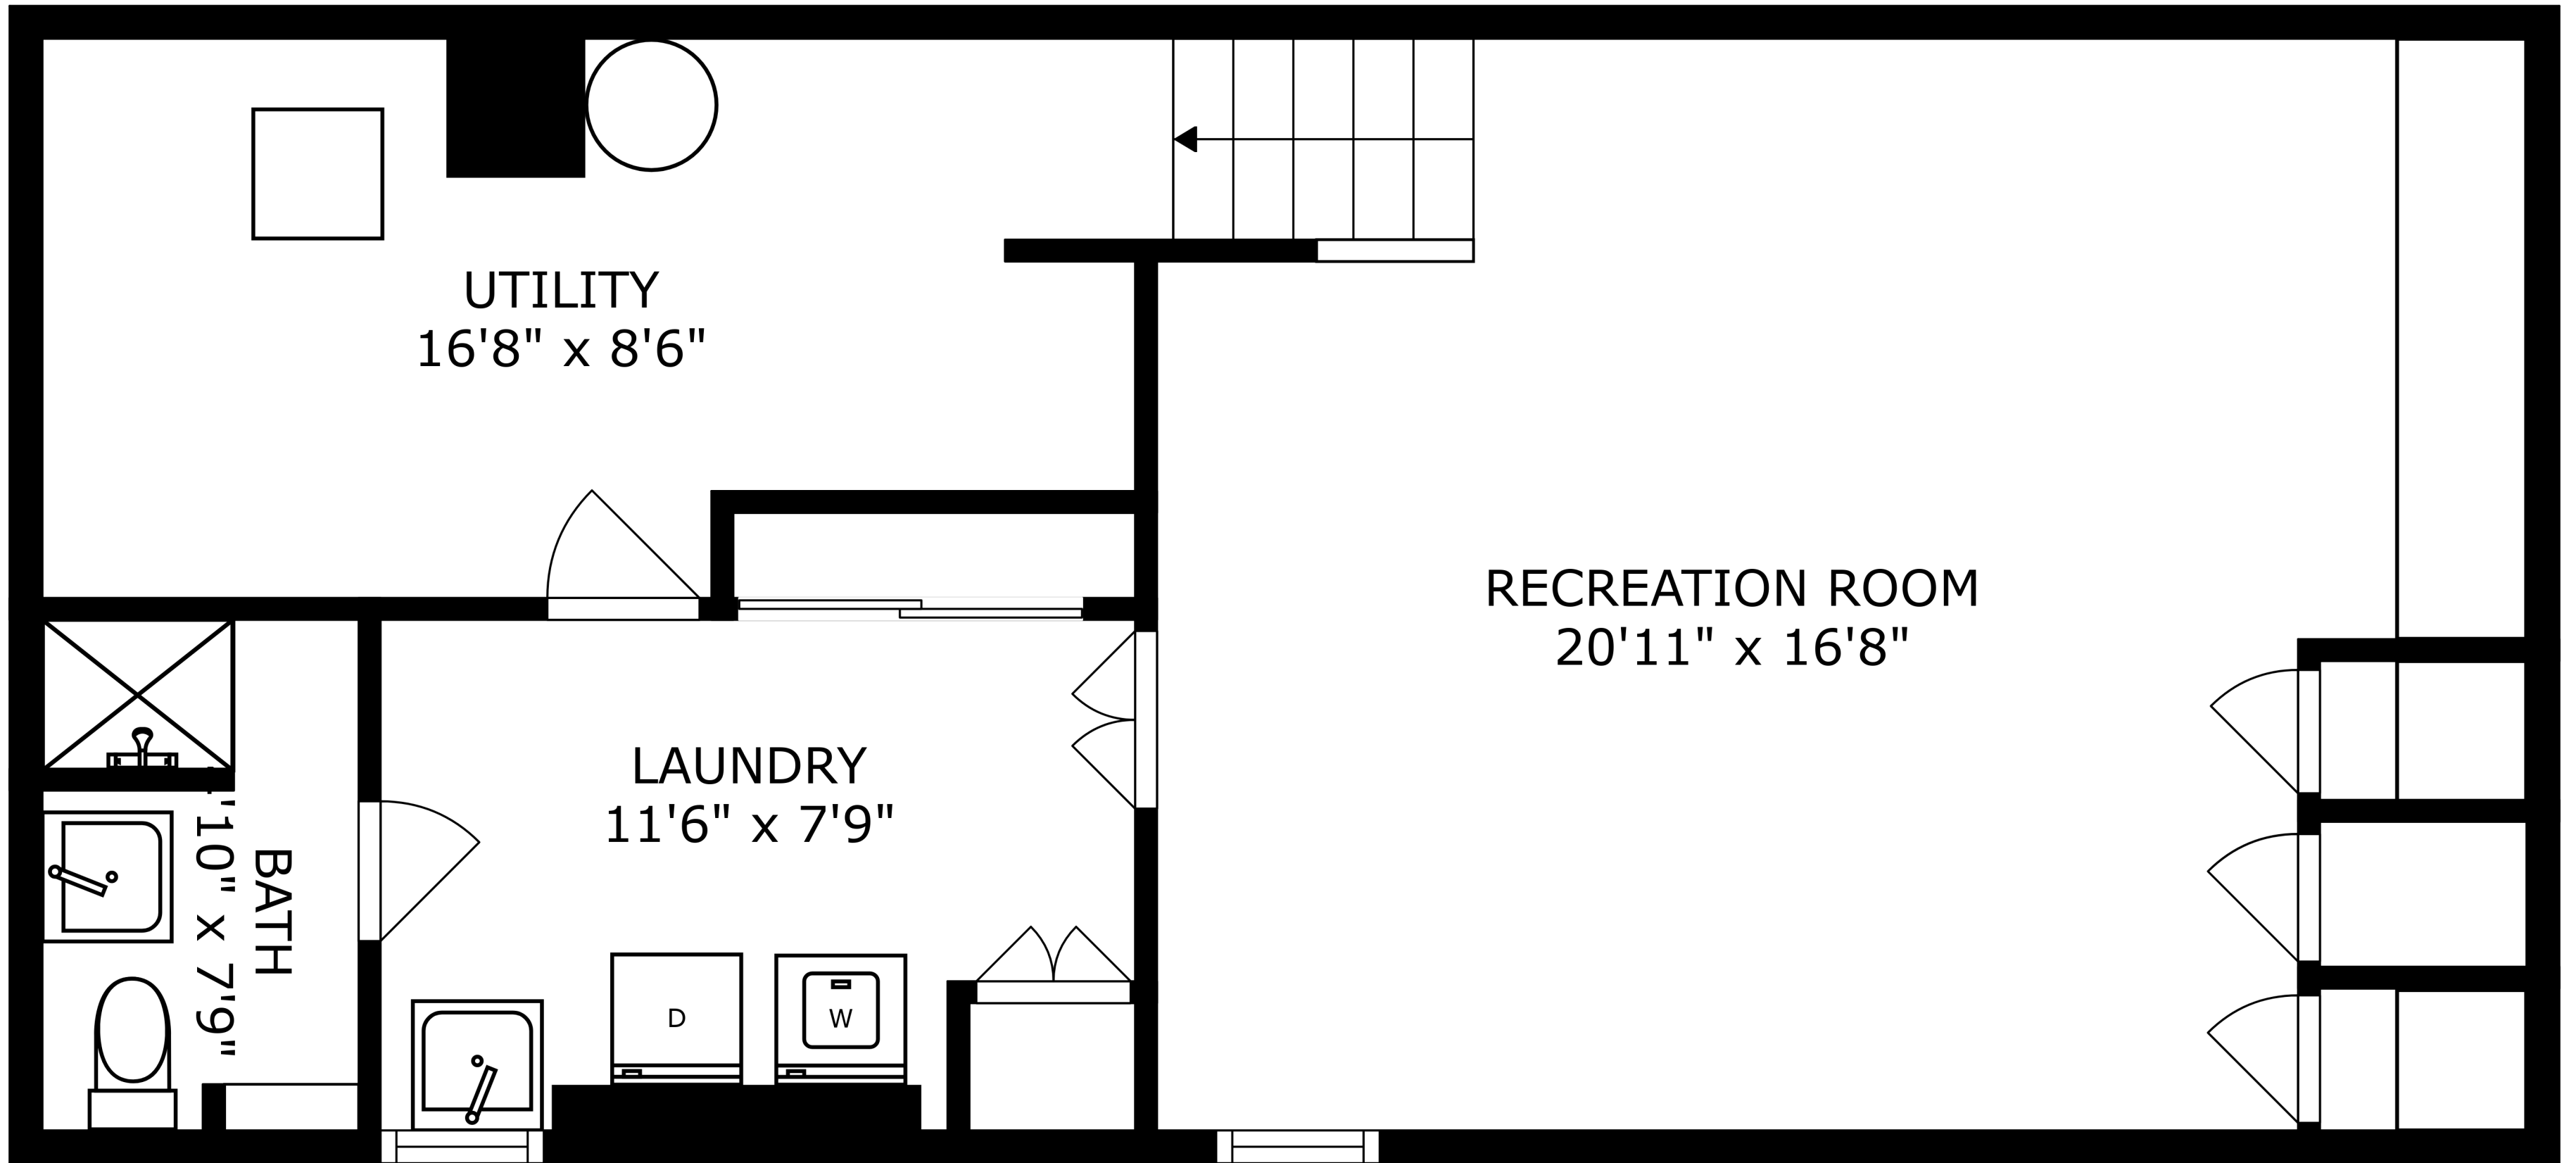 UTILITY
16'8" x 8'6"
RECREATION ROOM
20'11" x 16'8"
LAUNDRY
11'6" x 7'9"
BATH
'10" x 7'9"
D
W